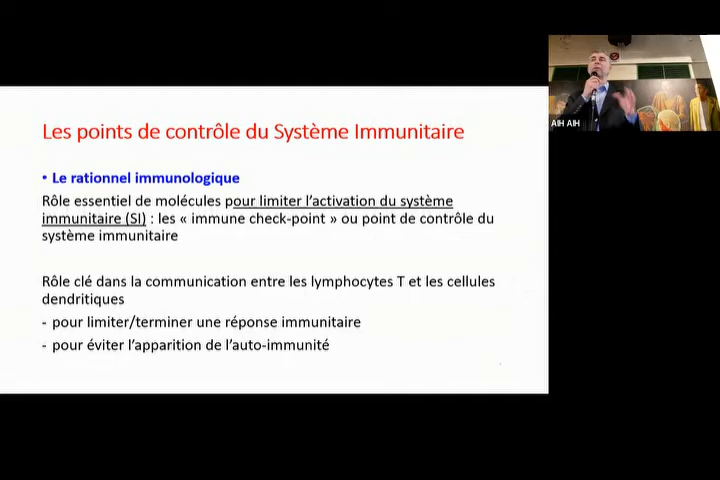 Les points de contrôle du Système Immunitaire
• Le rationnel immunologique
Rôle essentiel de molécules pour limiter l'activation du système
immunitaire (SI) : les « immune check-point » ou point de contrôle du
système immunitaire
Rôle clé dans la communication entre les lymphocytes T et les cellules
dendritiques
- pour limiter/terminer une réponse immunitaire
- pour éviter l'apparition de l'auto-immunité
AIH AIH